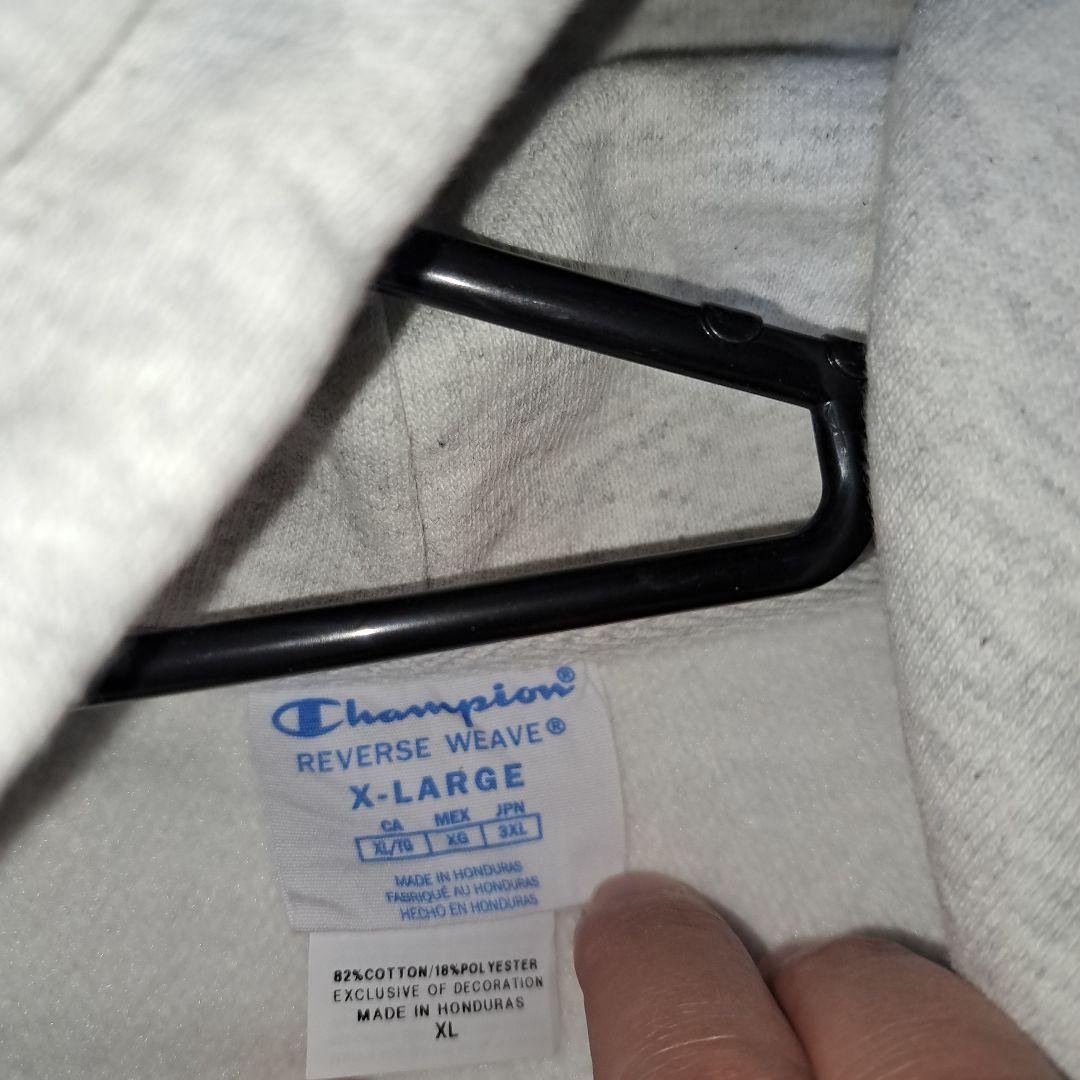 Champion®
REVERSE WEAVE®
X-LARGE
CA MEX JPN
XL/TG XG 3XL
MADE IN HONDURAS
FABRIQUÉ AU HONDURAS
HECHO EN HONDURAS
82%COTTON/18%POLYESTER
EXCLUSIVE OF DECORATION
MADE IN HONDURAS
XL